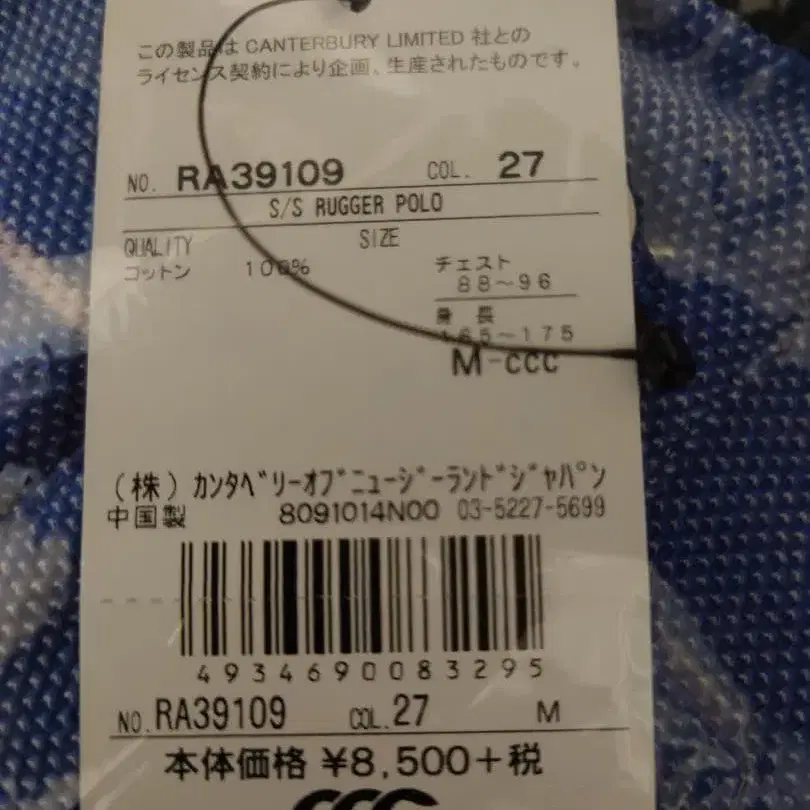 この製品は CANTERBURY LIMITED 社との
ライセンス契約により企画、生産されたものです。
NO. RA39109 COL. 27
S/S RUGGER POLO
QUALITY SIZE
コットン 100% チェスト
88~96
身長
165~175
M-CCC
(株)カンタベリーオブニュージーランドジャパン
中国製 8091014N00 03-5227-5699
4934690083295
NO. RA39109 COL. 27 M
本体価格 ¥8,500+税
CCC